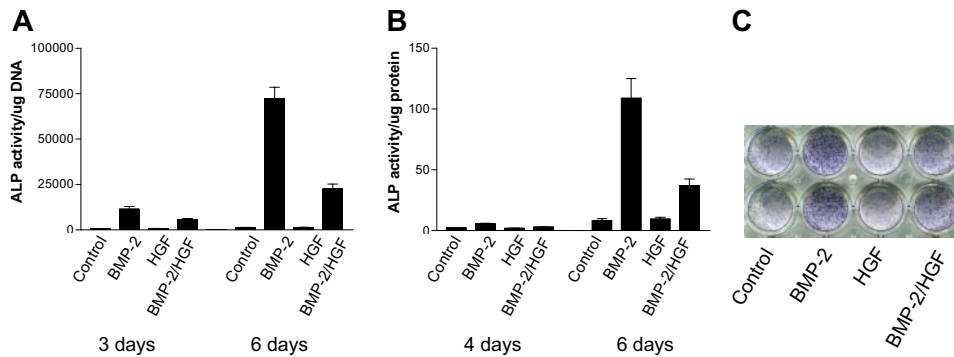 A
ALP activity/ug DNA
100000
75000
50000
25000
0
Control
BMP-2
HGF
BMP-2/HGF
Control
BMP-2
HGF
BMP-2/HGF
3 days
6 days
B
ALP activity/ug protein
150
100
50
0
Control
BMP-2
HGF
BMP-2/HGF
Control
BMP-2
HGF
BMP-2/HGF
4 days
6 days
C
Control
BMP-2
HGF
BMP-2/HGF